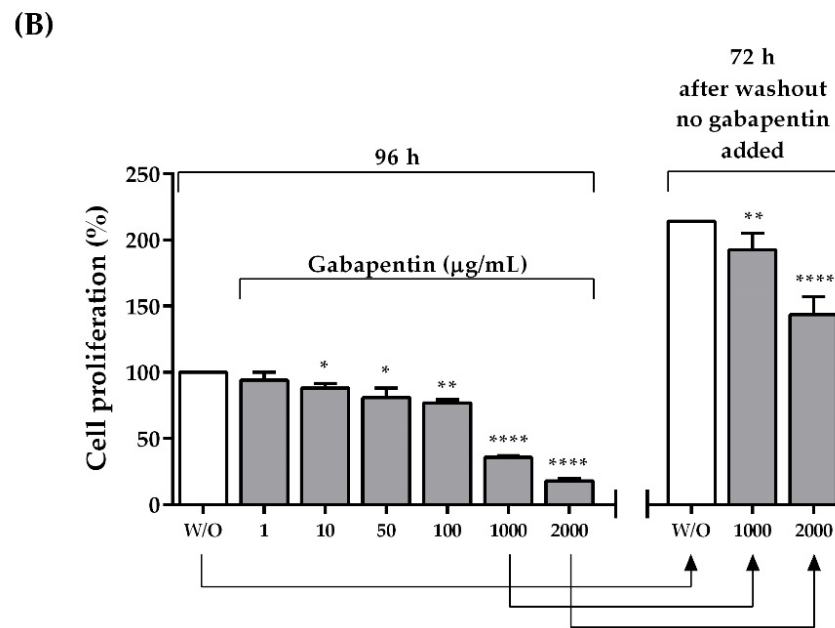 (B)
72 h
after washout
no gabapentin
added
96 h
Gabapentin (µg/mL)
Cell proliferation (%)
250
200
150
100
50
0
* * ** **** **** ** ****
W/O 1 10 50 100 1000 2000 W/O 1000 2000